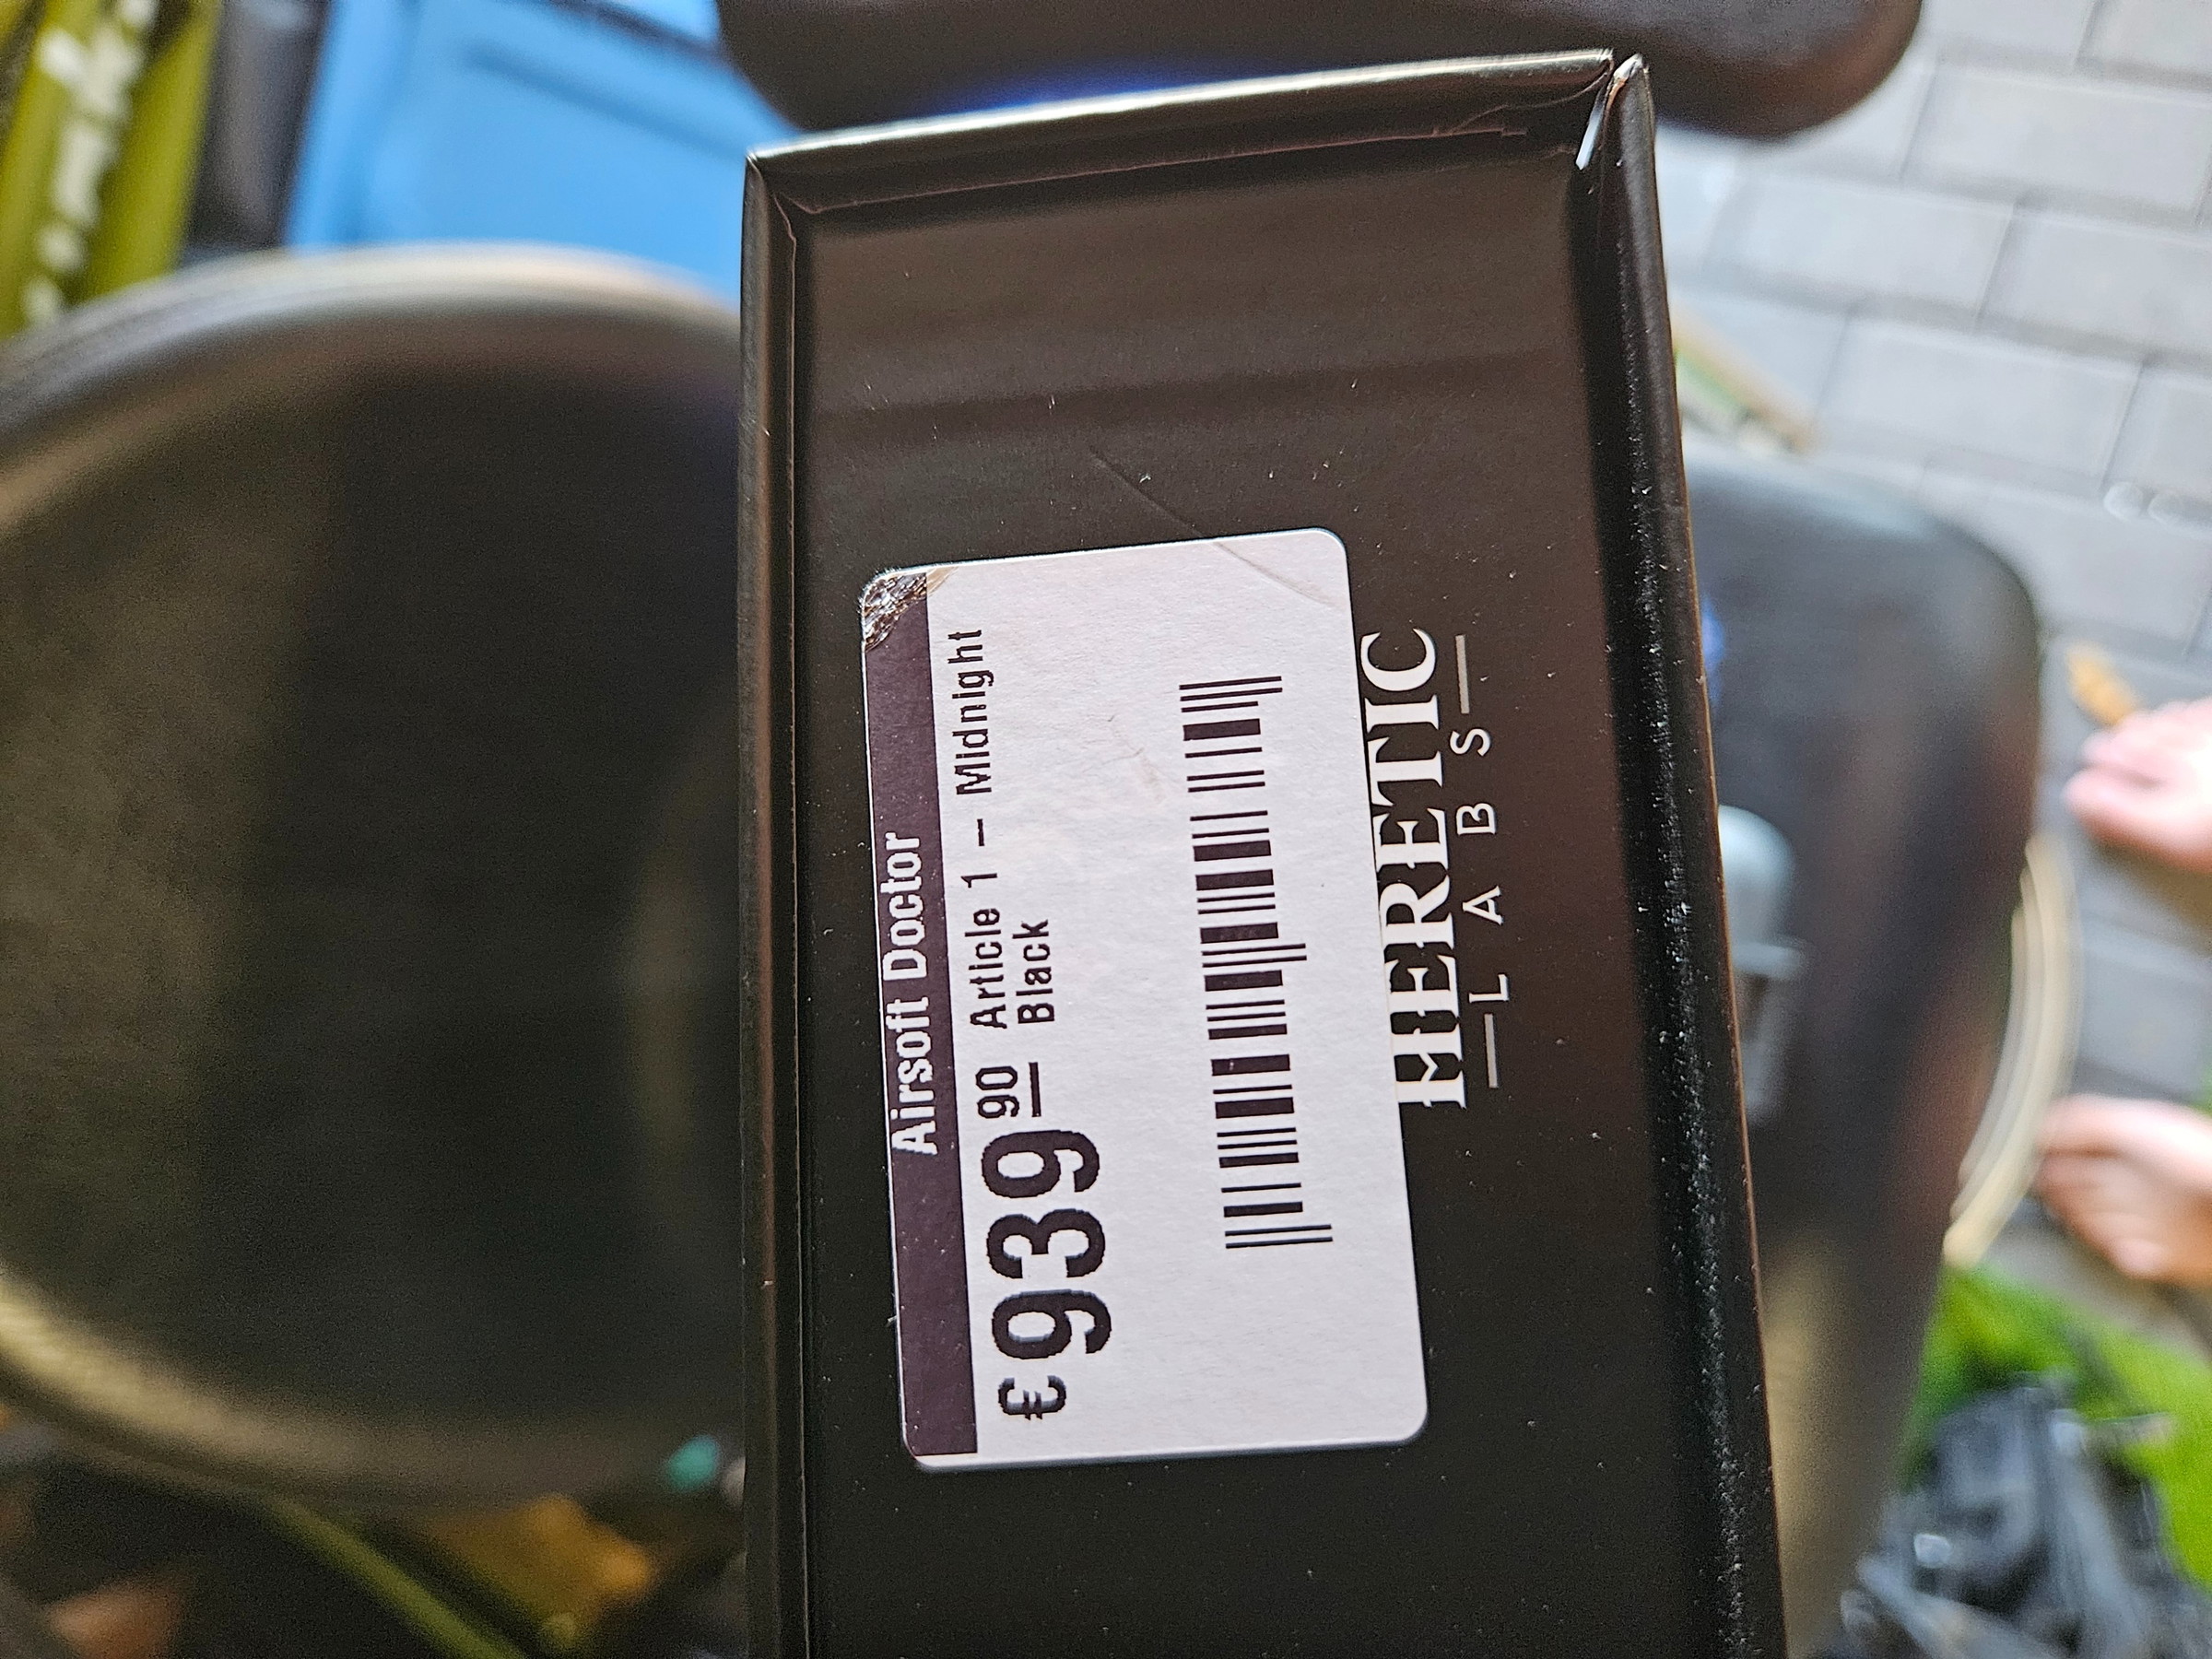 Airsoft Doctor
€939 90 Article 1 – Midnight
Black
HERETIC
LABS